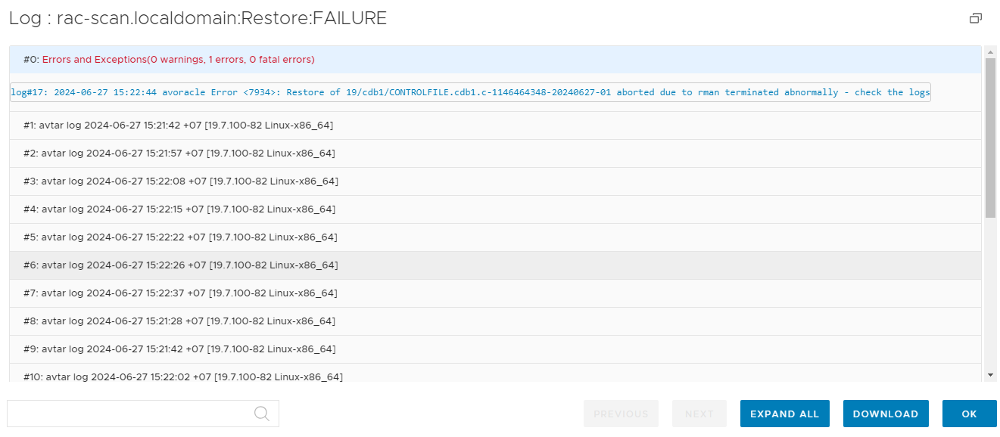 Log : rac-scan.localdomain:Restore:FAILURE
#0: Errors and Exceptions(0 warnings, 1 errors, 0 fatal errors)
log#17: 2024-06-27 15:22:44 avoracle Error <7934>: Restore of 19/cdb1/CONTROLFILE.cdb1.c-1146464348-20240627-01 aborted due to rman terminated abnormally - check the logs
#1: avtar log 2024-06-27 15:21:42 +07 [19.7.100-82 Linux-x86_64]
#2: avtar log 2024-06-27 15:21:57 +07 [19.7.100-82 Linux-x86_64]
#3: avtar log 2024-06-27 15:22:08 +07 [19.7.100-82 Linux-x86_64]
#4: avtar log 2024-06-27 15:22:15 +07 [19.7.100-82 Linux-x86_64]
#5: avtar log 2024-06-27 15:22:22 +07 [19.7.100-82 Linux-x86_64]
#6: avtar log 2024-06-27 15:22:26 +07 [19.7.100-82 Linux-x86_64]
#7: avtar log 2024-06-27 15:22:37 +07 [19.7.100-82 Linux-x86_64]
#8: avtar log 2024-06-27 15:21:28 +07 [19.7.100-82 Linux-x86_64]
#9: avtar log 2024-06-27 15:21:42 +07 [19.7.100-82 Linux-x86_64]
#10: avtar log 2024-06-27 15:22:02 +07 [19.7.100-82 Linux-x86_64]
PREVIOUS NEXT EXPAND ALL DOWNLOAD OK